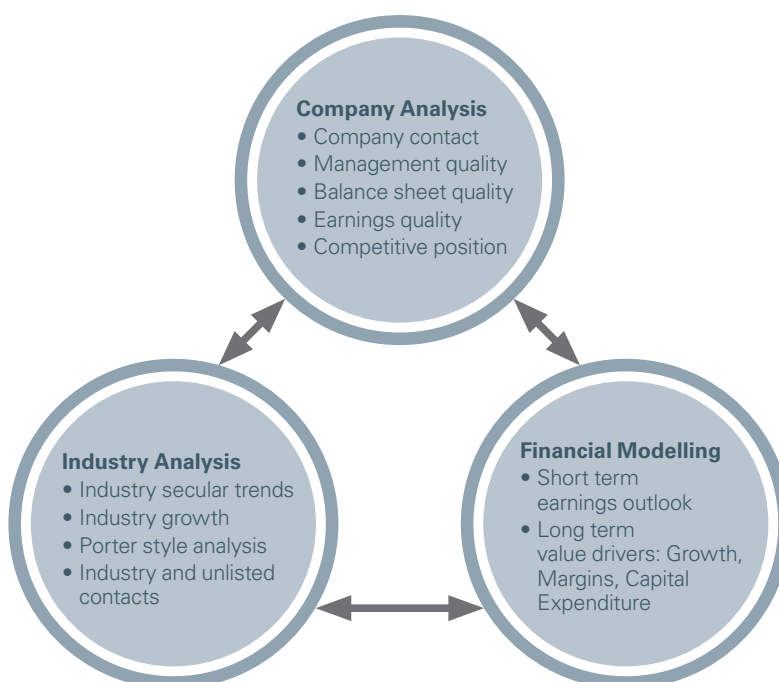 Company Analysis
• Company contact
• Management quality
• Balance sheet quality
• Earnings quality
• Competitive position
Industry Analysis
• Industry secular trends
• Industry growth
• Porter style analysis
• Industry and unlisted
contacts
Financial Modelling
• Short term
earnings outlook
• Long term
value drivers: Growth,
Margins, Capital
Expenditure